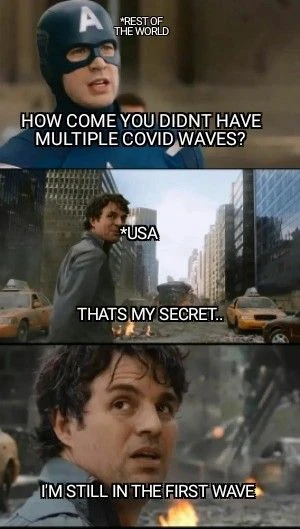 A
*REST OF
THE WORLD
HOW COME YOU DIDNT HAVE
MULTIPLE COVID WAVES?
*USA
THATS MY SECRET..
I'M STILL IN THE FIRST WAVE